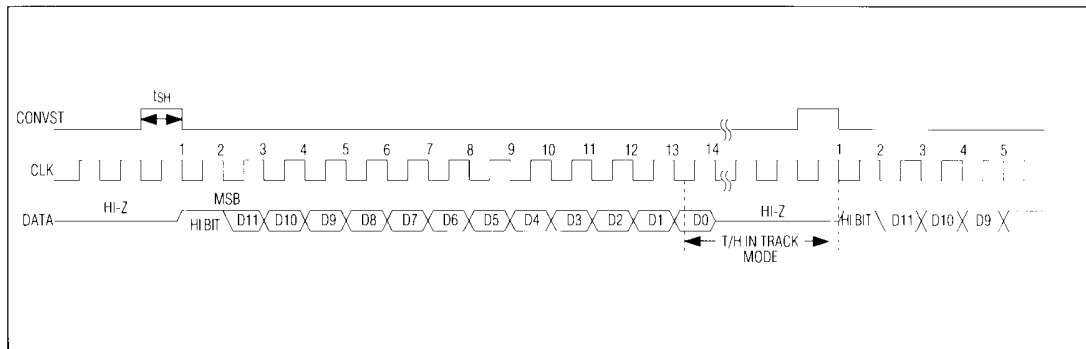 tSH
CONVST
1 2 3 4 5 6 7 8 9 10 11 12 13 14 1 2 3 4 5
CLK
MSB
DATA HI-Z HI BIT D11 D10 D9 D8 D7 D6 D5 D4 D3 D2 D1 D0 HI-Z HI BIT D11 D10 D9
T/H IN TRACK
MODE